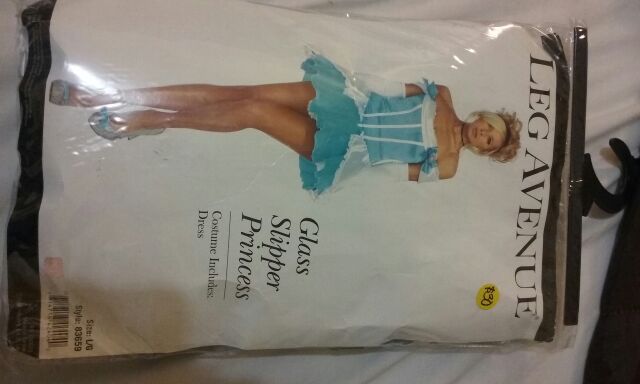 LEG AVENUE
Glass
Slipper
Princess
Costume Includes:
Dress
Size: L/G
Style: 83659